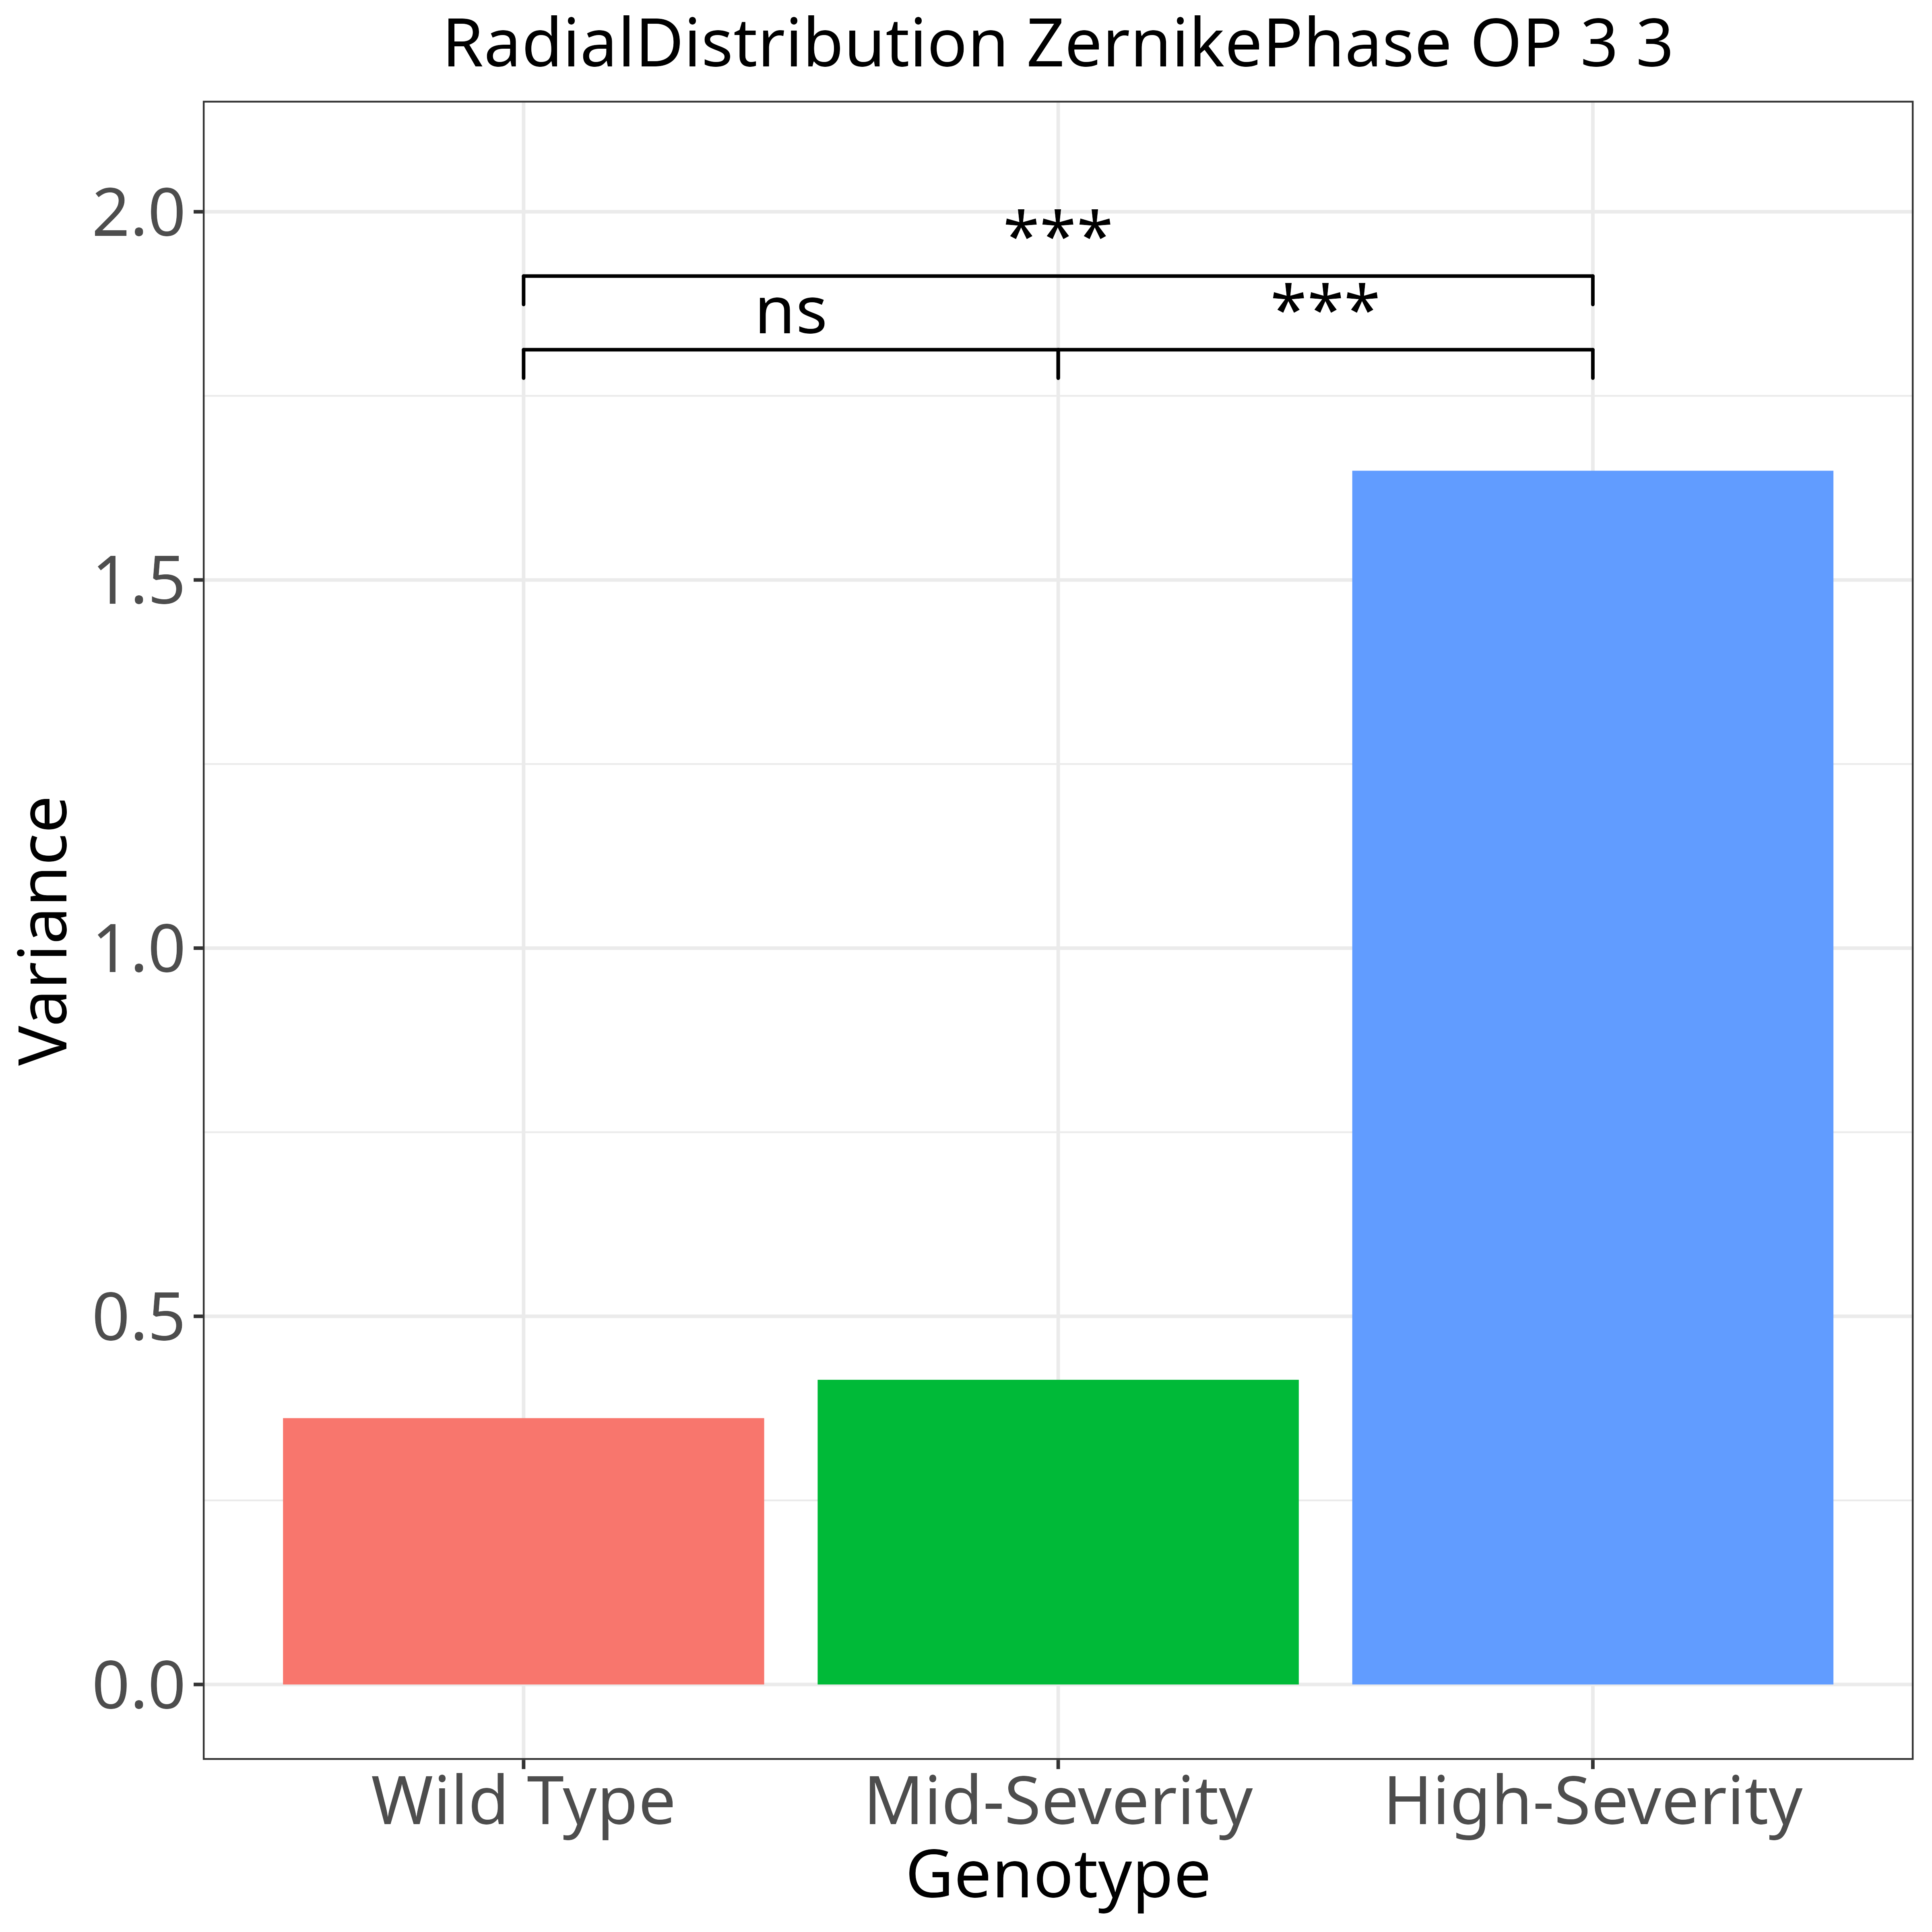 RadialDistribution ZernikePhase OP 3 3
2.0
***
ns
***
1.5
1.0
0.5
0.0
Variance
Wild Type
Mid-Severity
High-Severity
Genotype